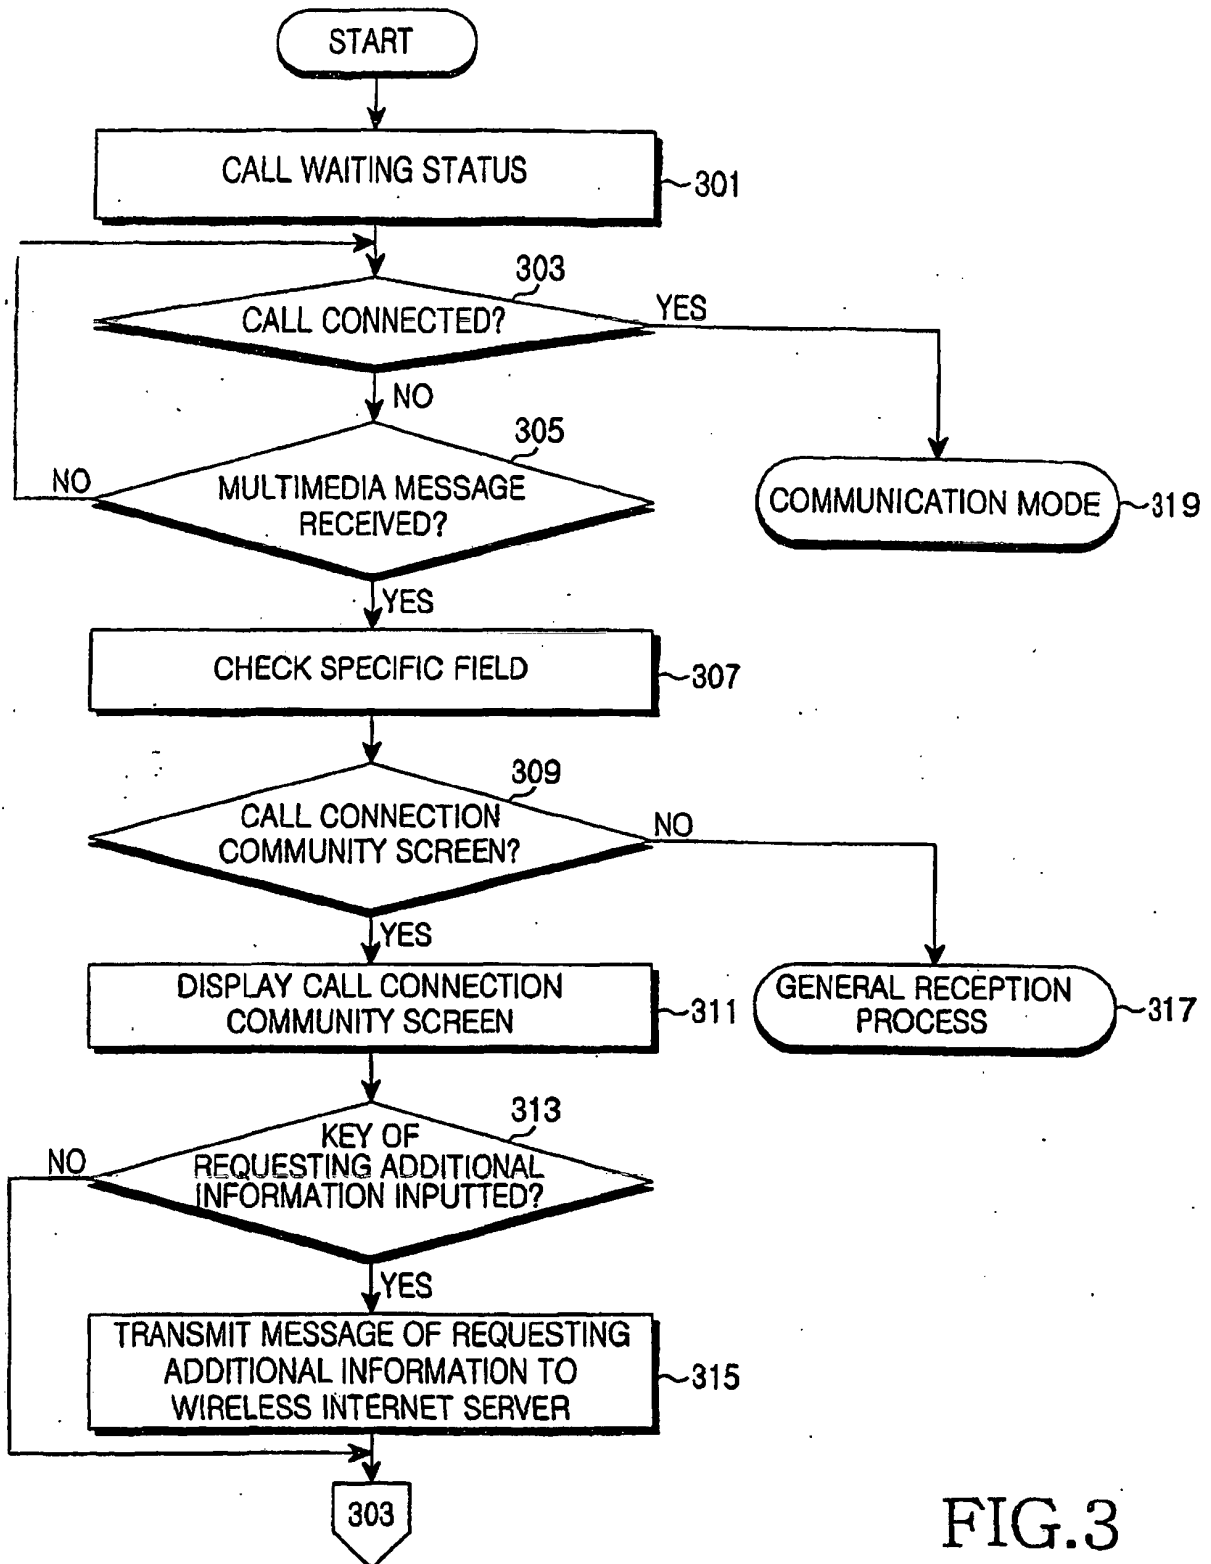 START
CALL WAITING STATUS
301
303
CALL CONNECTED?
YES
NO
305
MULTIMEDIA MESSAGE
RECEIVED?
NO
COMMUNICATION MODE
319
YES
CHECK SPECIFIC FIELD
307
309
CALL CONNECTION
COMMUNITY SCREEN?
NO
YES
DISPLAY CALL CONNECTION
COMMUNITY SCREEN
311
GENERAL RECEPTION
PROCESS
317
313
KEY OF
REQUESTING ADDITIONAL
INFORMATION INPUTTED?
NO
YES
TRANSMIT MESSAGE OF REQUESTING
ADDITIONAL INFORMATION TO
WIRELESS INTERNET SERVER
315
303
FIG.3